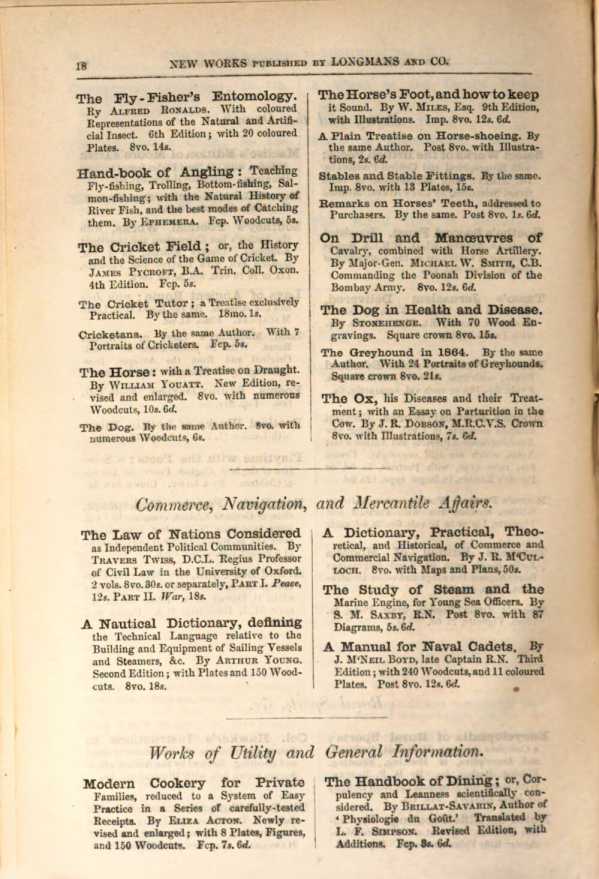 18
NEW WORKS PUBLISHED BY LONGMANS AND CO.
The Fly-Fisher's Entomology.
By ALFRED RONALDS. With coloured
Representations of the Natural and Artifi-
cial Insect. 6th Edition; with 20 coloured
Plates. 8vo. 14s.
Hand-book of Angling: Teaching
Fly-fishing, Trolling, Bottom-fishing, Sal-
mon-fishing; with the Natural History of
River Fish, and the best modes of Catching
them. By EPHEMERA. Fcp. Woodcuts, 5s.
The Cricket Field; or, the History
and the Science of the Game of Cricket. By
JAMES PYCROFT, B.A. Trin. Coll. Oxon.
4th Edition. Fcp. 5s.
The Cricket Tutor; a Treatise exclusively
Practical. By the same. 18mo. 1s.
Cricketana. By the same Author. With 7
Portraits of Cricketers. Fcp. 5s.
The Horse: with a Treatise on Draught.
By WILLIAM YOUATT. New Edition, re-
vised and enlarged. 8vo. with numerous
Woodcuts, 10s. 6d.
The Dog. By the same Author. 8vo. with
numerous Woodcuts, 6s.
The Horse's Foot, and how to keep
it Sound. By W. MILES, Esq. 9th Edition,
with Illustrations. Imp. 8vo. 12s. 6d.
A Plain Treatise on Horse-shoeing. By
the same Author. Post 8vo. with Illustra-
tions, 2s. 6d.
Stables and Stable Fittings. By the same.
Imp. 8vo. with 13 Plates, 15s.
Remarks on Horses' Teeth, addressed to
Purchasers. By the same. Post 8vo. 1s. 6d.
On Drill and Manœuvres of
Cavalry, combined with Horse Artillery.
By Major-Gen. MICHAEL W. SMITH, C.B.
Commanding the Poonah Division of the
Bombay Army. 8vo. 12s. 6d.
The Dog in Health and Disease.
By STONEHENGE. With 70 Wood En-
gravings. Square crown 8vo. 15s.
The Greyhound in 1864. By the same
Author. With 24 Portraits of Greyhounds.
Square crown 8vo. 21s.
The Ox, his Diseases and their Treat-
ment; with an Essay on Parturition in the
Cow. By J. R. DOBSON, M.R.C.V.S. Crown
8vo. with Illustrations, 7s. 6d.
Commerce, Navigation, and Mercantile Affairs.
The Law of Nations Considered
as Independent Political Communities. By
TRAVERS TWISS, D.C.L. Regius Professor
of Civil Law in the University of Oxford.
2 vols. 8vo. 30s. or separately, PART I. Peace,
12s. PART II. War, 18s.
A Nautical Dictionary, defining
the Technical Language relative to the
Building and Equipment of Sailing Vessels
and Steamers, &c. By ARTHUR YOUNG.
Second Edition; with Plates and 150 Wood-
cuts. 8vo. 18s.
A Dictionary, Practical, Theo-
retical, and Historical, of Commerce and
Commercial Navigation. By J. R. M'CUL-
LOCH. 8vo. with Maps and Plans, 50s.
The Study of Steam and the
Marine Engine, for Young Sea Officers. By
S. M. SAXBY, R.N. Post 8vo. with 87
Diagrams, 5s. 6d.
A Manual for Naval Cadets. By
J. M'NEIL BOYD, late Captain R.N. Third
Edition; with 240 Woodcuts, and 11 coloured
Plates. Post 8vo. 12s. 6d.
Works of Utility and General Information.
Modern Cookery for Private
Families, reduced to a System of Easy
Practice in a Series of carefully-tested
Receipts. By ELIZA ACTON. Newly re-
vised and enlarged; with 8 Plates, Figures,
and 150 Woodcuts. Fcp. 7s. 6d.
The Handbook of Dining; or, Cor-
pulency and Leanness scientifically con-
sidered. By BRILLAT-SAVARIN, Author of
'Physiologie du Goût.' Translated by
L. F. SIMPSON. Revised Edition, with
Additions. Fcp. 3s. 6d.